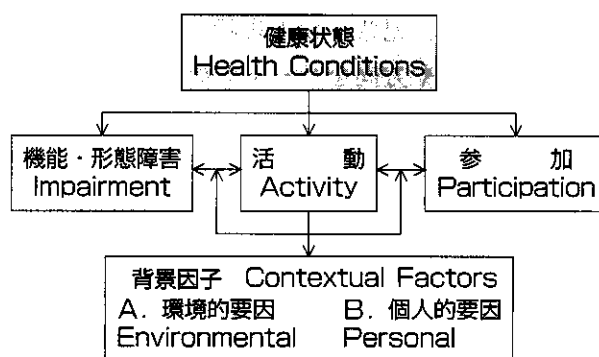 健康状態
Health Conditions
機能・形態障害
Impairment
活 動
Activity
参 加
Participation
背景因子 Contextual Factors
A. 環境的要因 B. 個人的要因
Environmental Personal